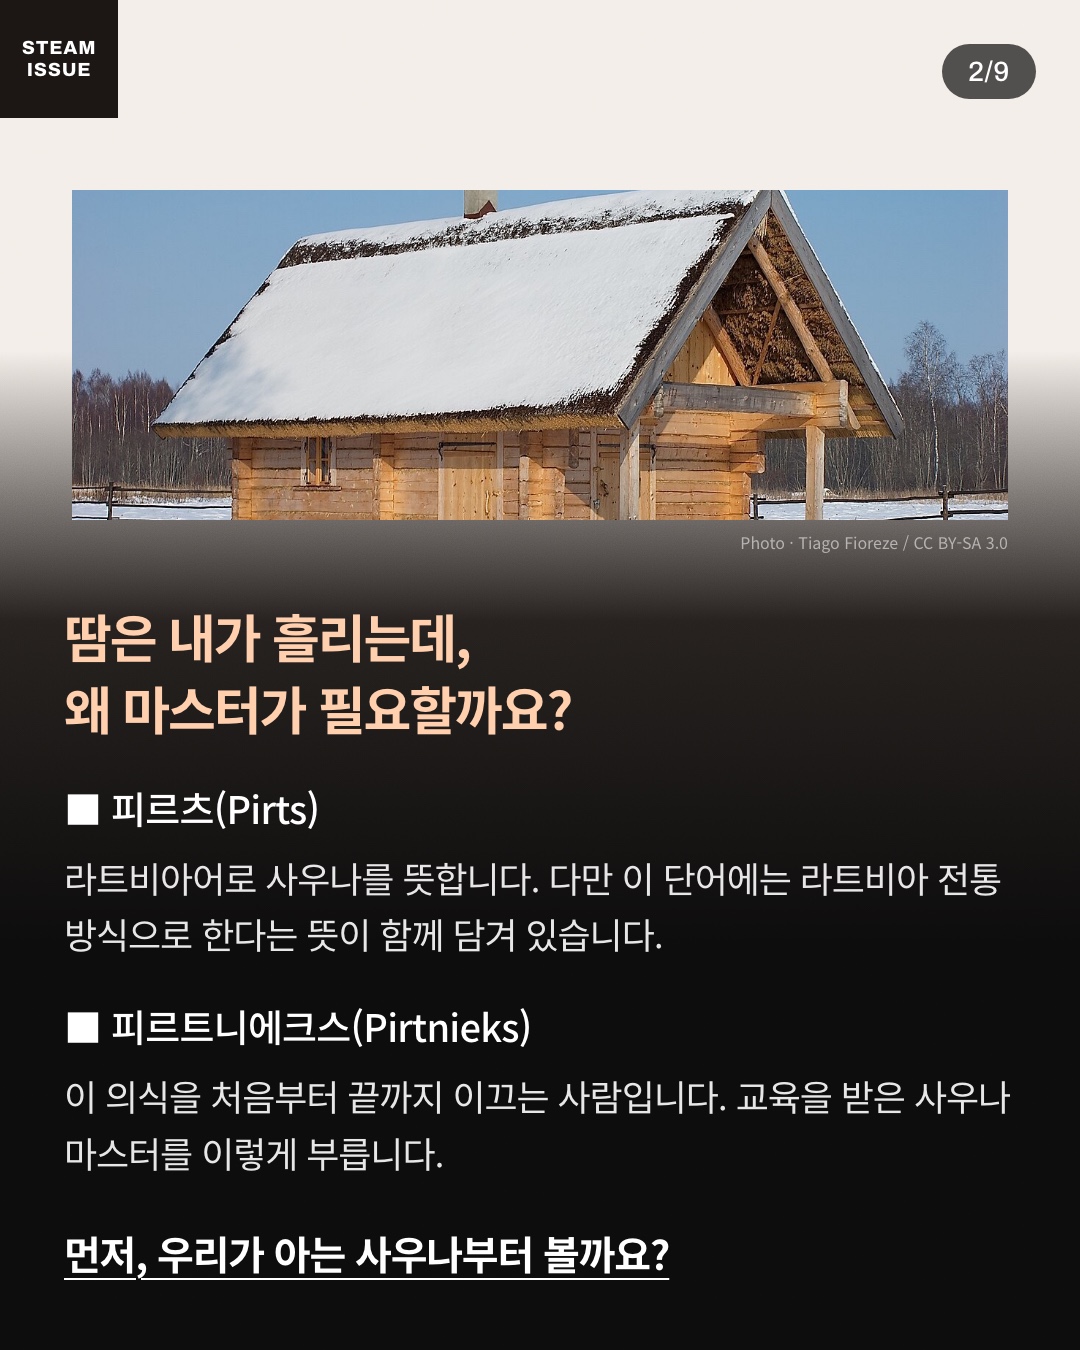 STEAM
ISSUE
2/9
Photo · Tiago Fioreze / CC BY-SA 3.0
땀은 내가 흘리는데,
왜 마스터가 필요할까요?
■ 피르츠(Pirts)
라트비아어로 사우나를 뜻합니다. 다만 이 단어에는 라트비아 전통
방식으로 한다는 뜻이 함께 담겨 있습니다.
■ 피르트니에크스(Pirtnieks)
이 의식을 처음부터 끝까지 이끄는 사람입니다. 교육을 받은 사우나
마스터를 이렇게 부릅니다.
먼저, 우리가 아는 사우나부터 볼까요?